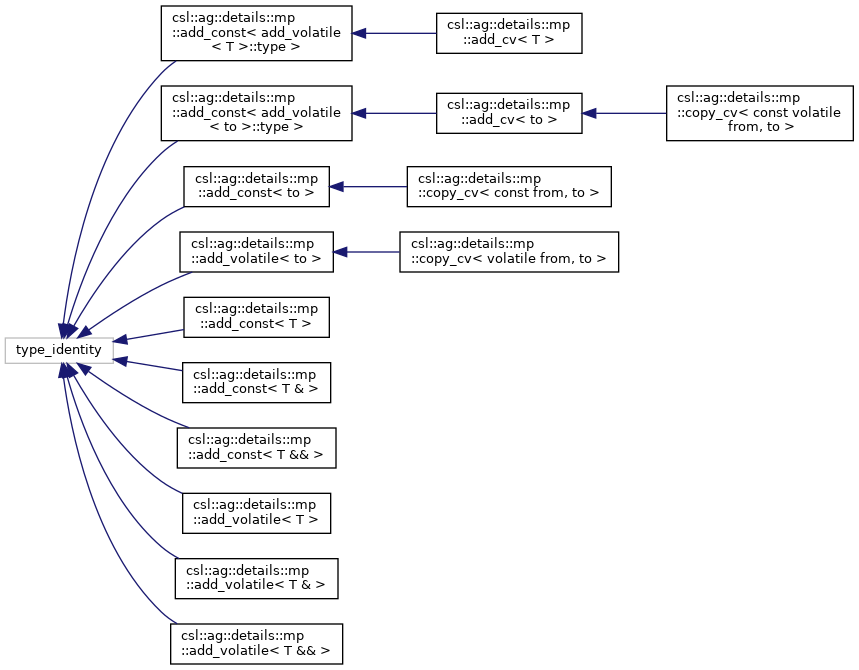 csl::ag::details::mp
::add_const< add_volatile
< T >::type >
csl::ag::details::mp
::add_cv< T >
csl::ag::details::mp
::add_const< add_volatile
< to >::type >
csl::ag::details::mp
::add_cv< to >
csl::ag::details::mp
::copy_cv< const volatile
from, to >
csl::ag::details::mp
::add_const< to >
csl::ag::details::mp
::copy_cv< const from, to >
csl::ag::details::mp
::add_volatile< to >
csl::ag::details::mp
::copy_cv< volatile from, to >
csl::ag::details::mp
::add_const< T >
type_identity
csl::ag::details::mp
::add_const< T & >
csl::ag::details::mp
::add_const< T && >
csl::ag::details::mp
::add_volatile< T >
csl::ag::details::mp
::add_volatile< T & >
csl::ag::details::mp
::add_volatile< T && >